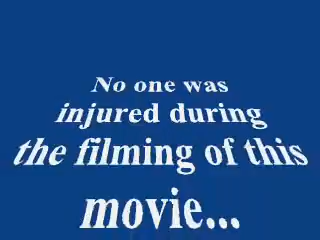 No one was
injured during
the filming of this
movie...